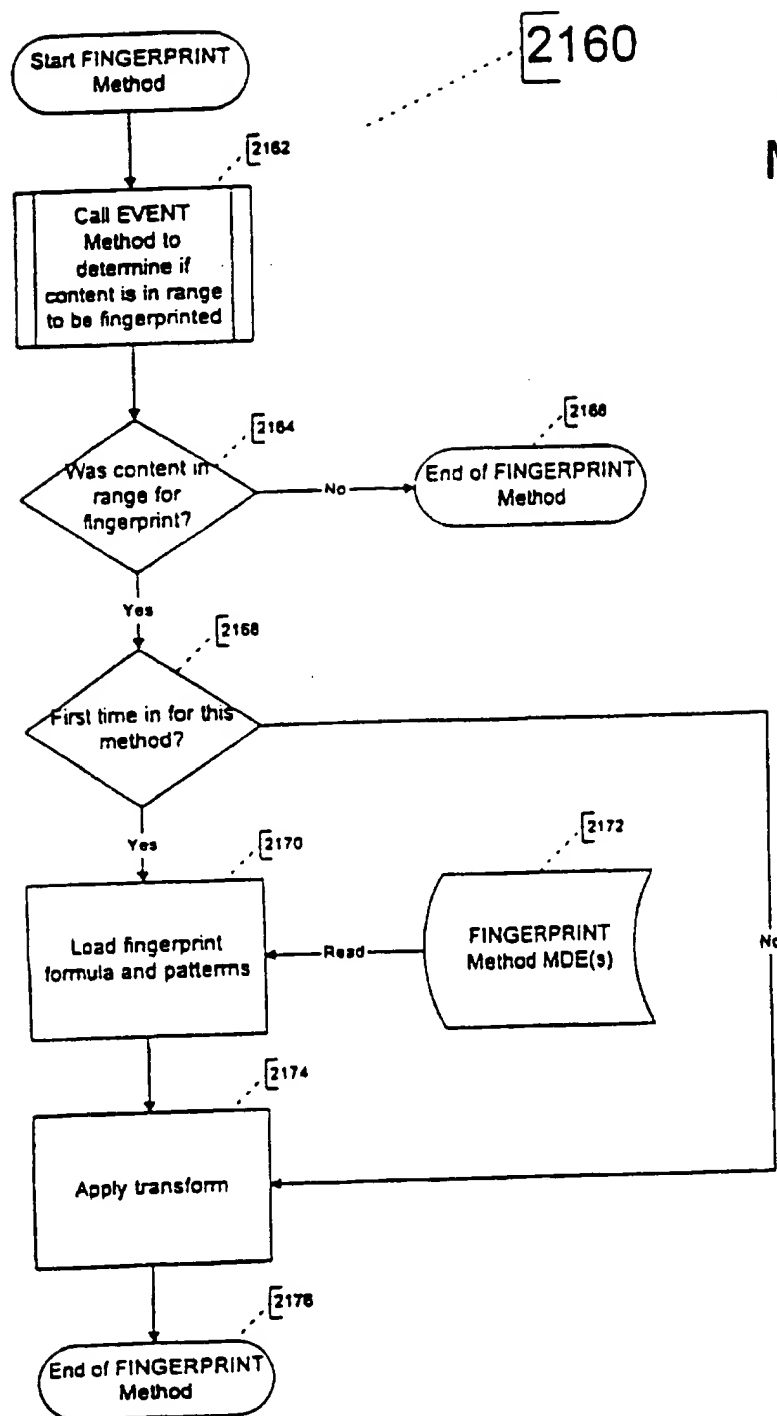 2160
Start FINGERPRINT
Method
2162
Call EVENT
Method to
determine if
content is in range
to be fingerprinted
2164
Was content in
range for
fingerprint?
No
2166
End of FINGERPRINT
Method
Yes
2168
First time in for this
method?
No
Yes
2170
Load fingerprint
formula and patterns
Read
2172
FINGERPRINT
Method MDE(s)
2174
Apply transform
2176
End of FINGERPRINT
Method